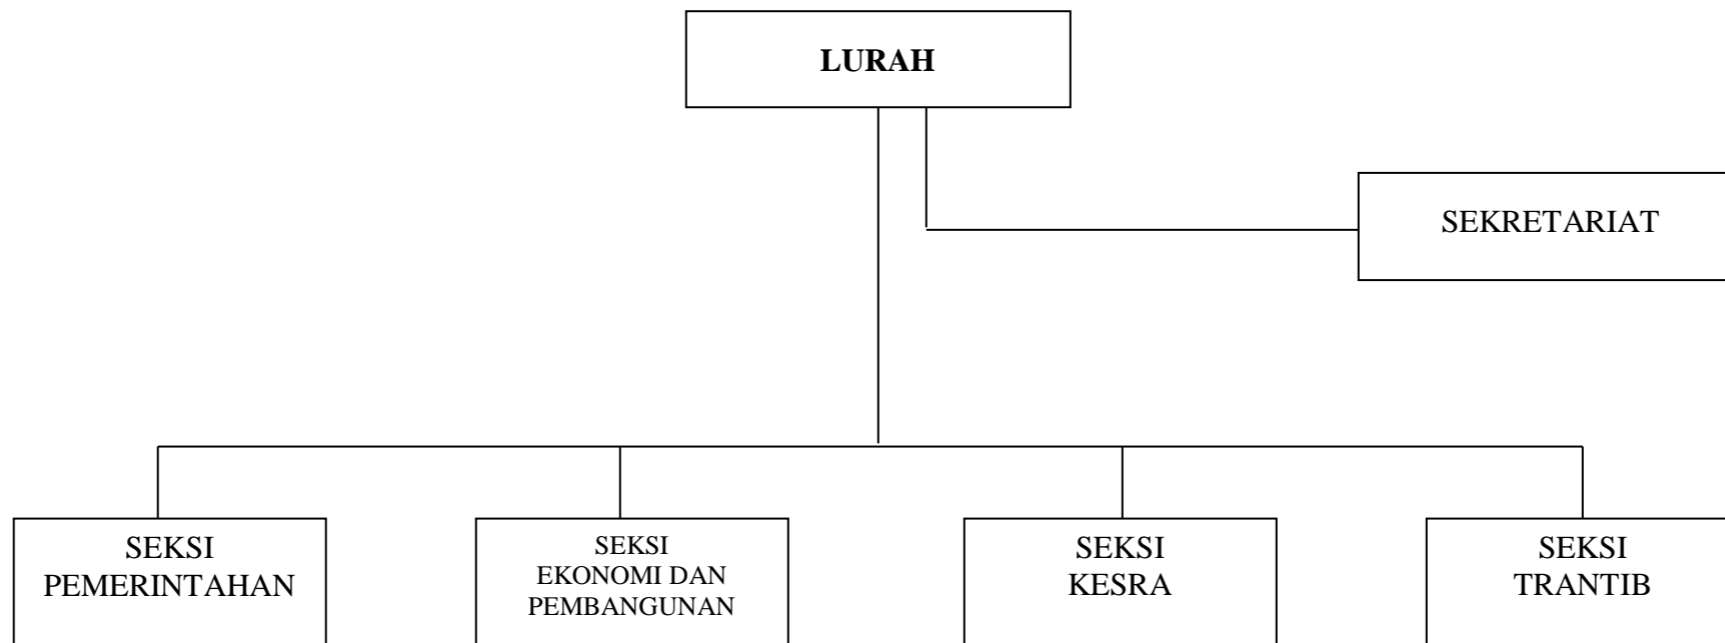 LURAH
SEKRETARIAT
SEKSI
PEMERINTAHAN
SEKSI
EKONOMI DAN
PEMBANGUNAN
SEKSI
KESRA
SEKSI
TRANTIB